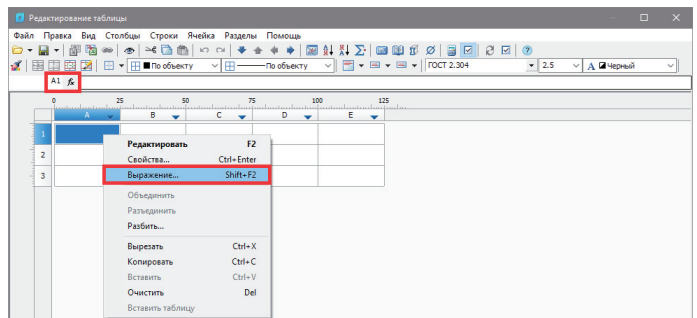 Редактирование таблицы
Файл Правка Вид Столбцы Строки Ячейка Разделы Помощь
По объекту По объекту ГОСТ 2.304 2.5 A Черный
A1 fx
0 25 50 75 100 125
A B C D E
1
Редактировать F2
2 Свойства... Ctrl+Enter
3 Выражение... Shift+F2
Объединить
Разъединить
Разбить...
Вырезать Ctrl+X
Копировать Ctrl+C
Вставить Ctrl+V
Очистить Del
Вставить таблицу